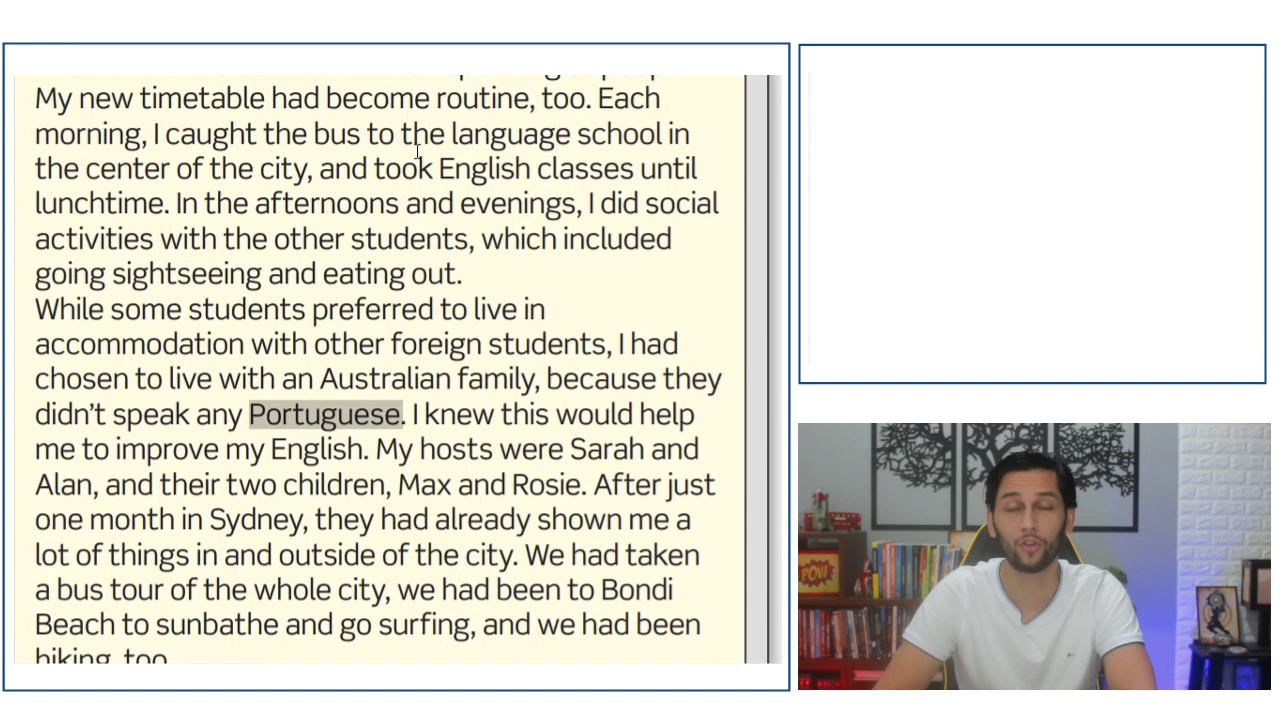 My new timetable had become routine, too. Each
morning, I caught the bus to the language school in
the center of the city, and took English classes until
lunchtime. In the afternoons and evenings, I did social
activities with the other students, which included
going sightseeing and eating out.
While some students preferred to live in
accommodation with other foreign students, I had
chosen to live with an Australian family, because they
didn't speak any Portuguese. I knew this would help
me to improve my English. My hosts were Sarah and
Alan, and their two children, Max and Rosie. After just
one month in Sydney, they had already shown me a
lot of things in and outside of the city. We had taken
a bus tour of the whole city, we had been to Bondi
Beach to sunbathe and go surfing, and we had been
hiking, too
POW